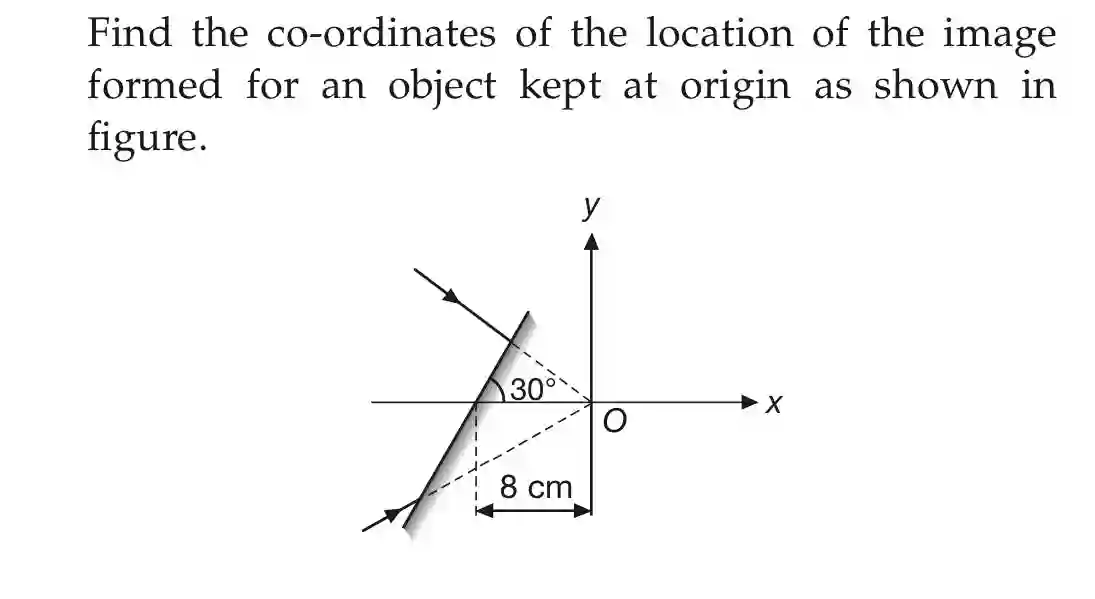 Find the co-ordinates of the location of the image
formed for an object kept at origin as shown in
figure.
y
30°
x
O
8 cm